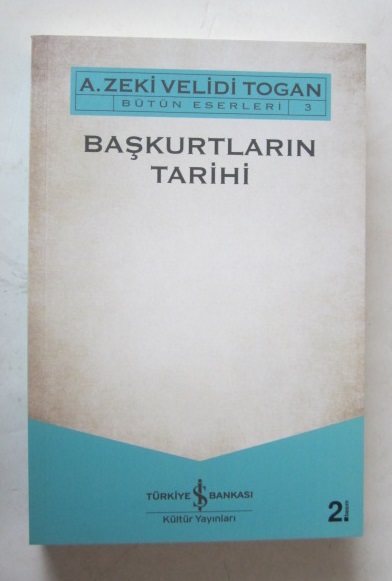 A. ZEKİ VELİDİ TOGAN
BÜTÜN ESERLERİ 3
BAŞKURTLARIN
TARİHİ
TÜRKİYE İŞ BANKASI
Kültür Yayınları
2.